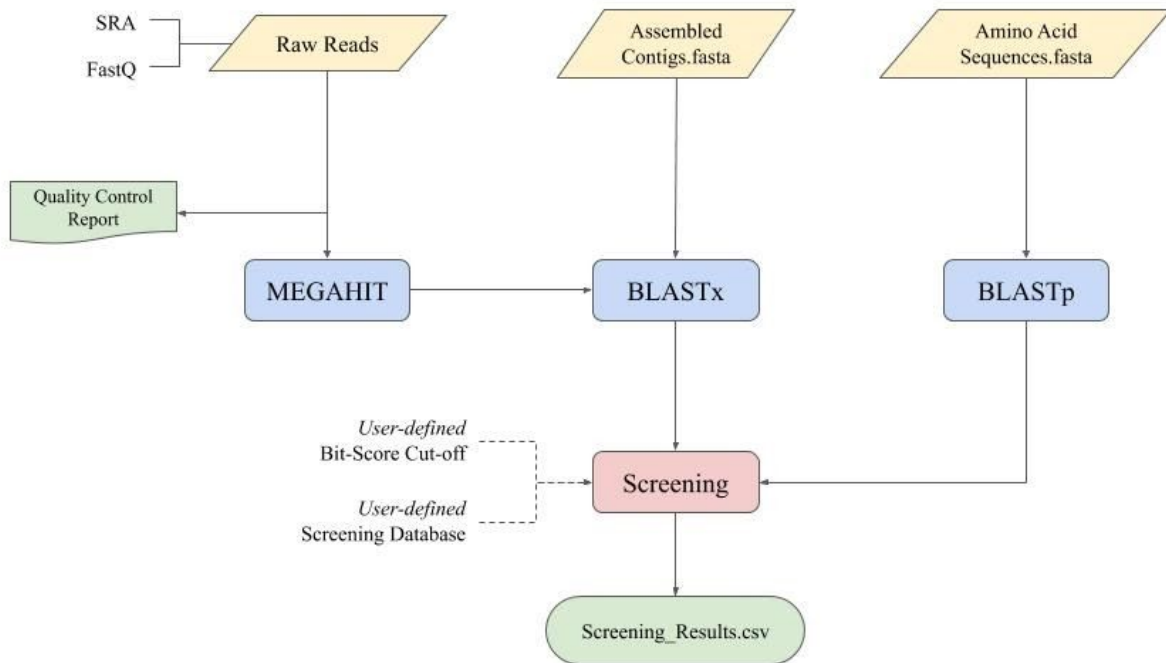 SRA
FastQ
Raw Reads
Assembled
Contigs.fasta
Amino Acid
Sequences.fasta
Quality Control
Report
MEGAHIT
BLASTx
BLASTp
User-defined
Bit-Score Cut-off
User-defined
Screening Database
Screening
Screening_Results.csv